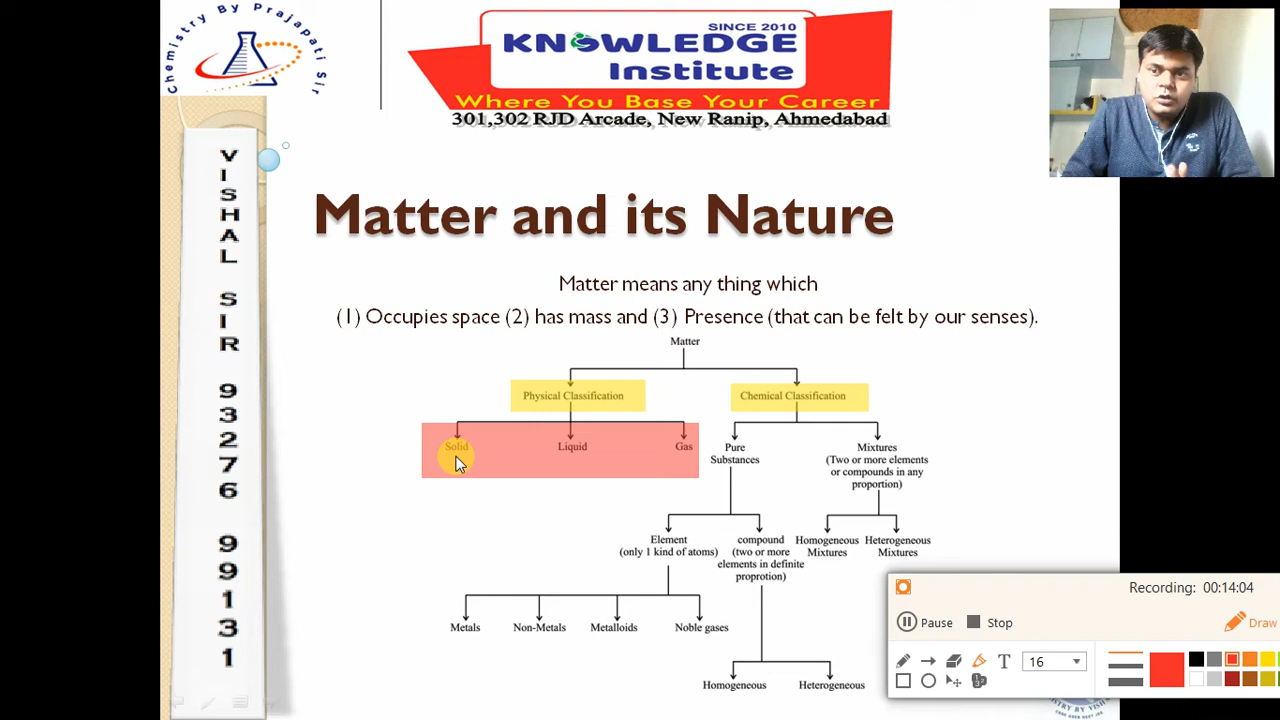 Chemistry By Prajapati Sir
SINCE 2010
KNOWLEDGE
Institute
Where You Base Your Career
301,302 RJD Arcade, New Ranip, Ahmedabad
VISHAL SIR 93276 99131
Matter and its Nature
Matter means any thing which
(1) Occupies space (2) has mass and (3) Presence (that can be felt by our senses).
Matter
Physical Classification
Chemical Classification
Solid
Liquid
Gas
Pure
Substances
Mixtures
(Two or more elements
or compounds in any
proportion)
Element
(only 1 kind of atoms)
compound
(two or more
elements in definite
proprotion)
Homogeneous
Mixtures
Heterogeneous
Mixtures
Metals
Non-Metals
Metalloids
Noble gases
Homogeneous
Heterogeneous
Recording: 00:14:04
Pause
Stop
Draw
T
16